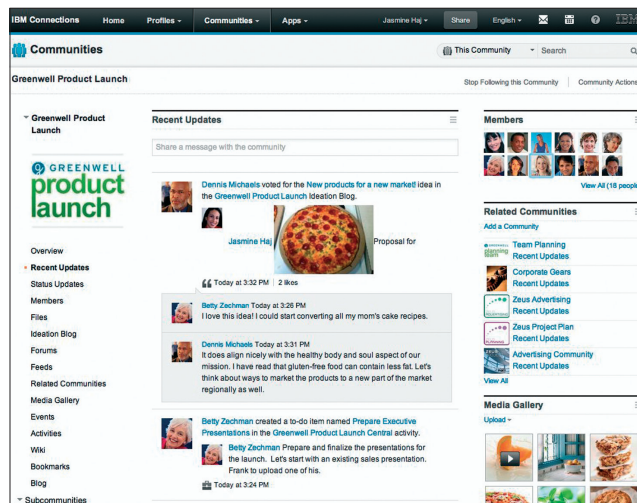 IBM Connections Home Profiles Communities Apps Jasmine Haj Share English IBM
Communities
This Community Search
Greenwell Product Launch
Stop Following this Community Community Actions
Greenwell Product
Launch
GREENWELL
product
launch
Overview
Recent Updates
Status Updates
Members
Files
Ideation Blog
Forums
Feeds
Related Communities
Media Gallery
Events
Activities
Wiki
Bookmarks
Blog
Subcommunities
Recent Updates
Share a message with the community
Dennis Michaels voted for the New products for a new market! idea in
the Greenwell Product Launch Ideation Blog.
Jasmine Haj Proposal for
Today at 3:32 PM 2 likes
Betty Zechman Today at 3:26 PM
I love this idea! I could start converting all my mom's cake recipes.
Dennis Michaels Today at 3:31 PM
It does align nicely with the healthy body and soul aspect of our
mission. I have read that gluten-free food can contain less fat. Let's
think about ways to market the products to a new part of the market
regionally as well.
Betty Zechman created a to-do item named Prepare Executive
Presentations in the Greenwell Product Launch Central activity.
Betty Zechman Prepare and finalize the presentations for
the launch. Let's start with an existing sales presentation.
Frank to upload one of his.
Today at 3:24 PM
Members
View All (18 people
Related Communities
Add a Community
GREENWELL
planning
team
Team Planning
Recent Updates
Corporate Gears
Recent Updates
Zeus Advertising
Recent Updates
Zeus Project Plan
Recent Updates
Advertising Community
Recent Updates
View All
Media Gallery
Upload